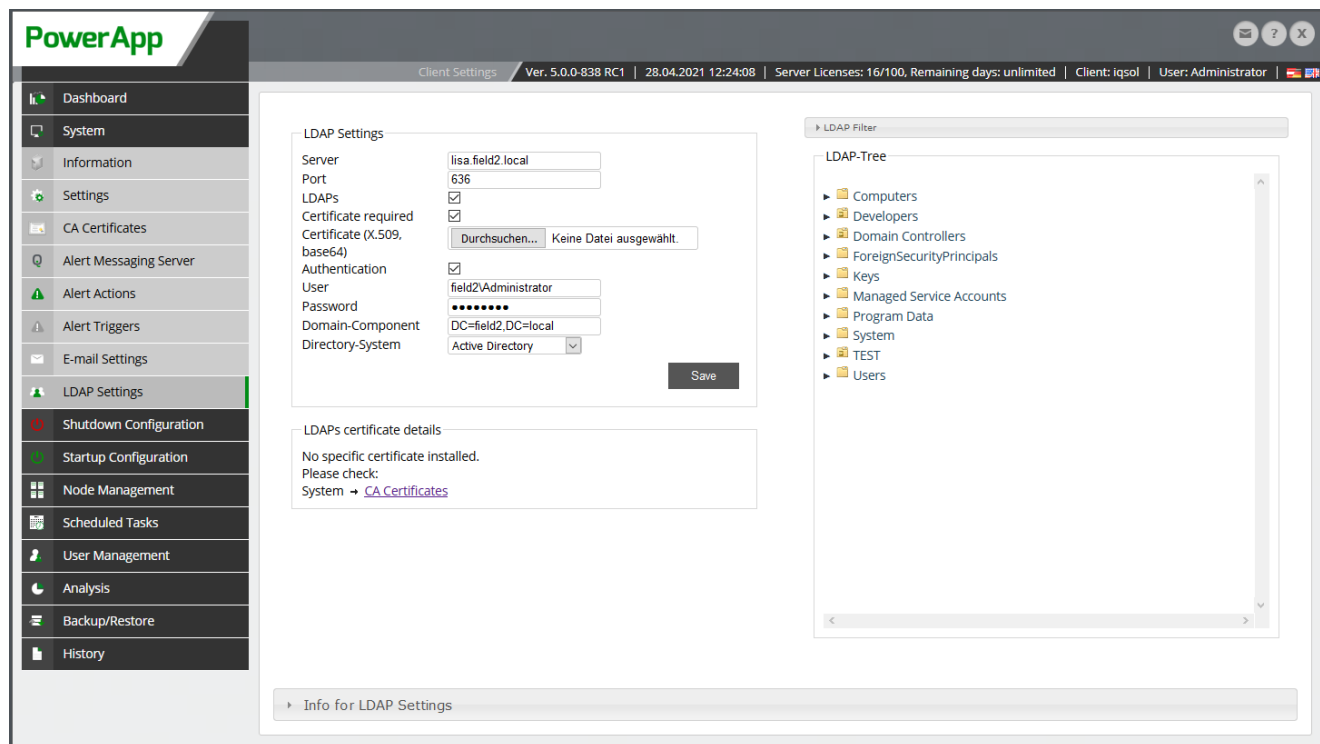 PowerApp
Client Settings
Ver. 5.0.0-838 RC1 | 28.04.2021 12:24:08 | Server Licenses: 16/100, Remaining days: unlimited | Client: iqsol | User: Administrator |
Dashboard
System
Information
Settings
CA Certificates
Alert Messaging Server
Alert Actions
Alert Triggers
E-mail Settings
LDAP Settings
Shutdown Configuration
Startup Configuration
Node Management
Scheduled Tasks
User Management
Analysis
Backup/Restore
History
LDAP Settings
Server lisa.field2.local
Port 636
LDAPs
Certificate required
Certificate (X.509,
base64)
Durchsuchen... Keine Datei ausgewählt.
Authentication
User field2\Administrator
Password ••••••••
Domain-Component DC=field2,DC=local
Directory-System Active Directory
Save
LDAPs certificate details
No specific certificate installed.
Please check:
System → CA Certificates
LDAP Filter
LDAP-Tree
Computers
Developers
Domain Controllers
ForeignSecurityPrincipals
Keys
Managed Service Accounts
Program Data
System
TEST
Users
Info for LDAP Settings